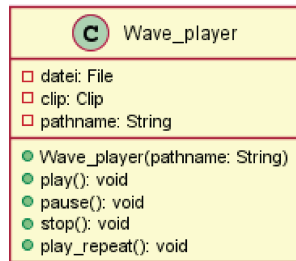 C Wave_player
datei: File
clip: Clip
pathname: String
Wave_player(pathname: String)
play(): void
pause(): void
stop(): void
play_repeat(): void